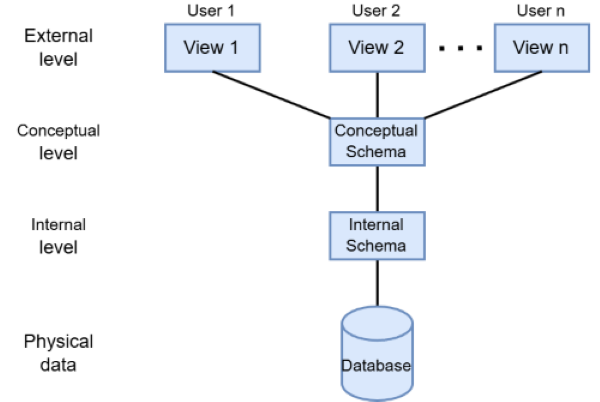 User 1
User 2
User n
External
level
View 1
View 2
. . .
View n
Conceptual
level
Conceptual
Schema
Internal
level
Internal
Schema
Physical
data
Database